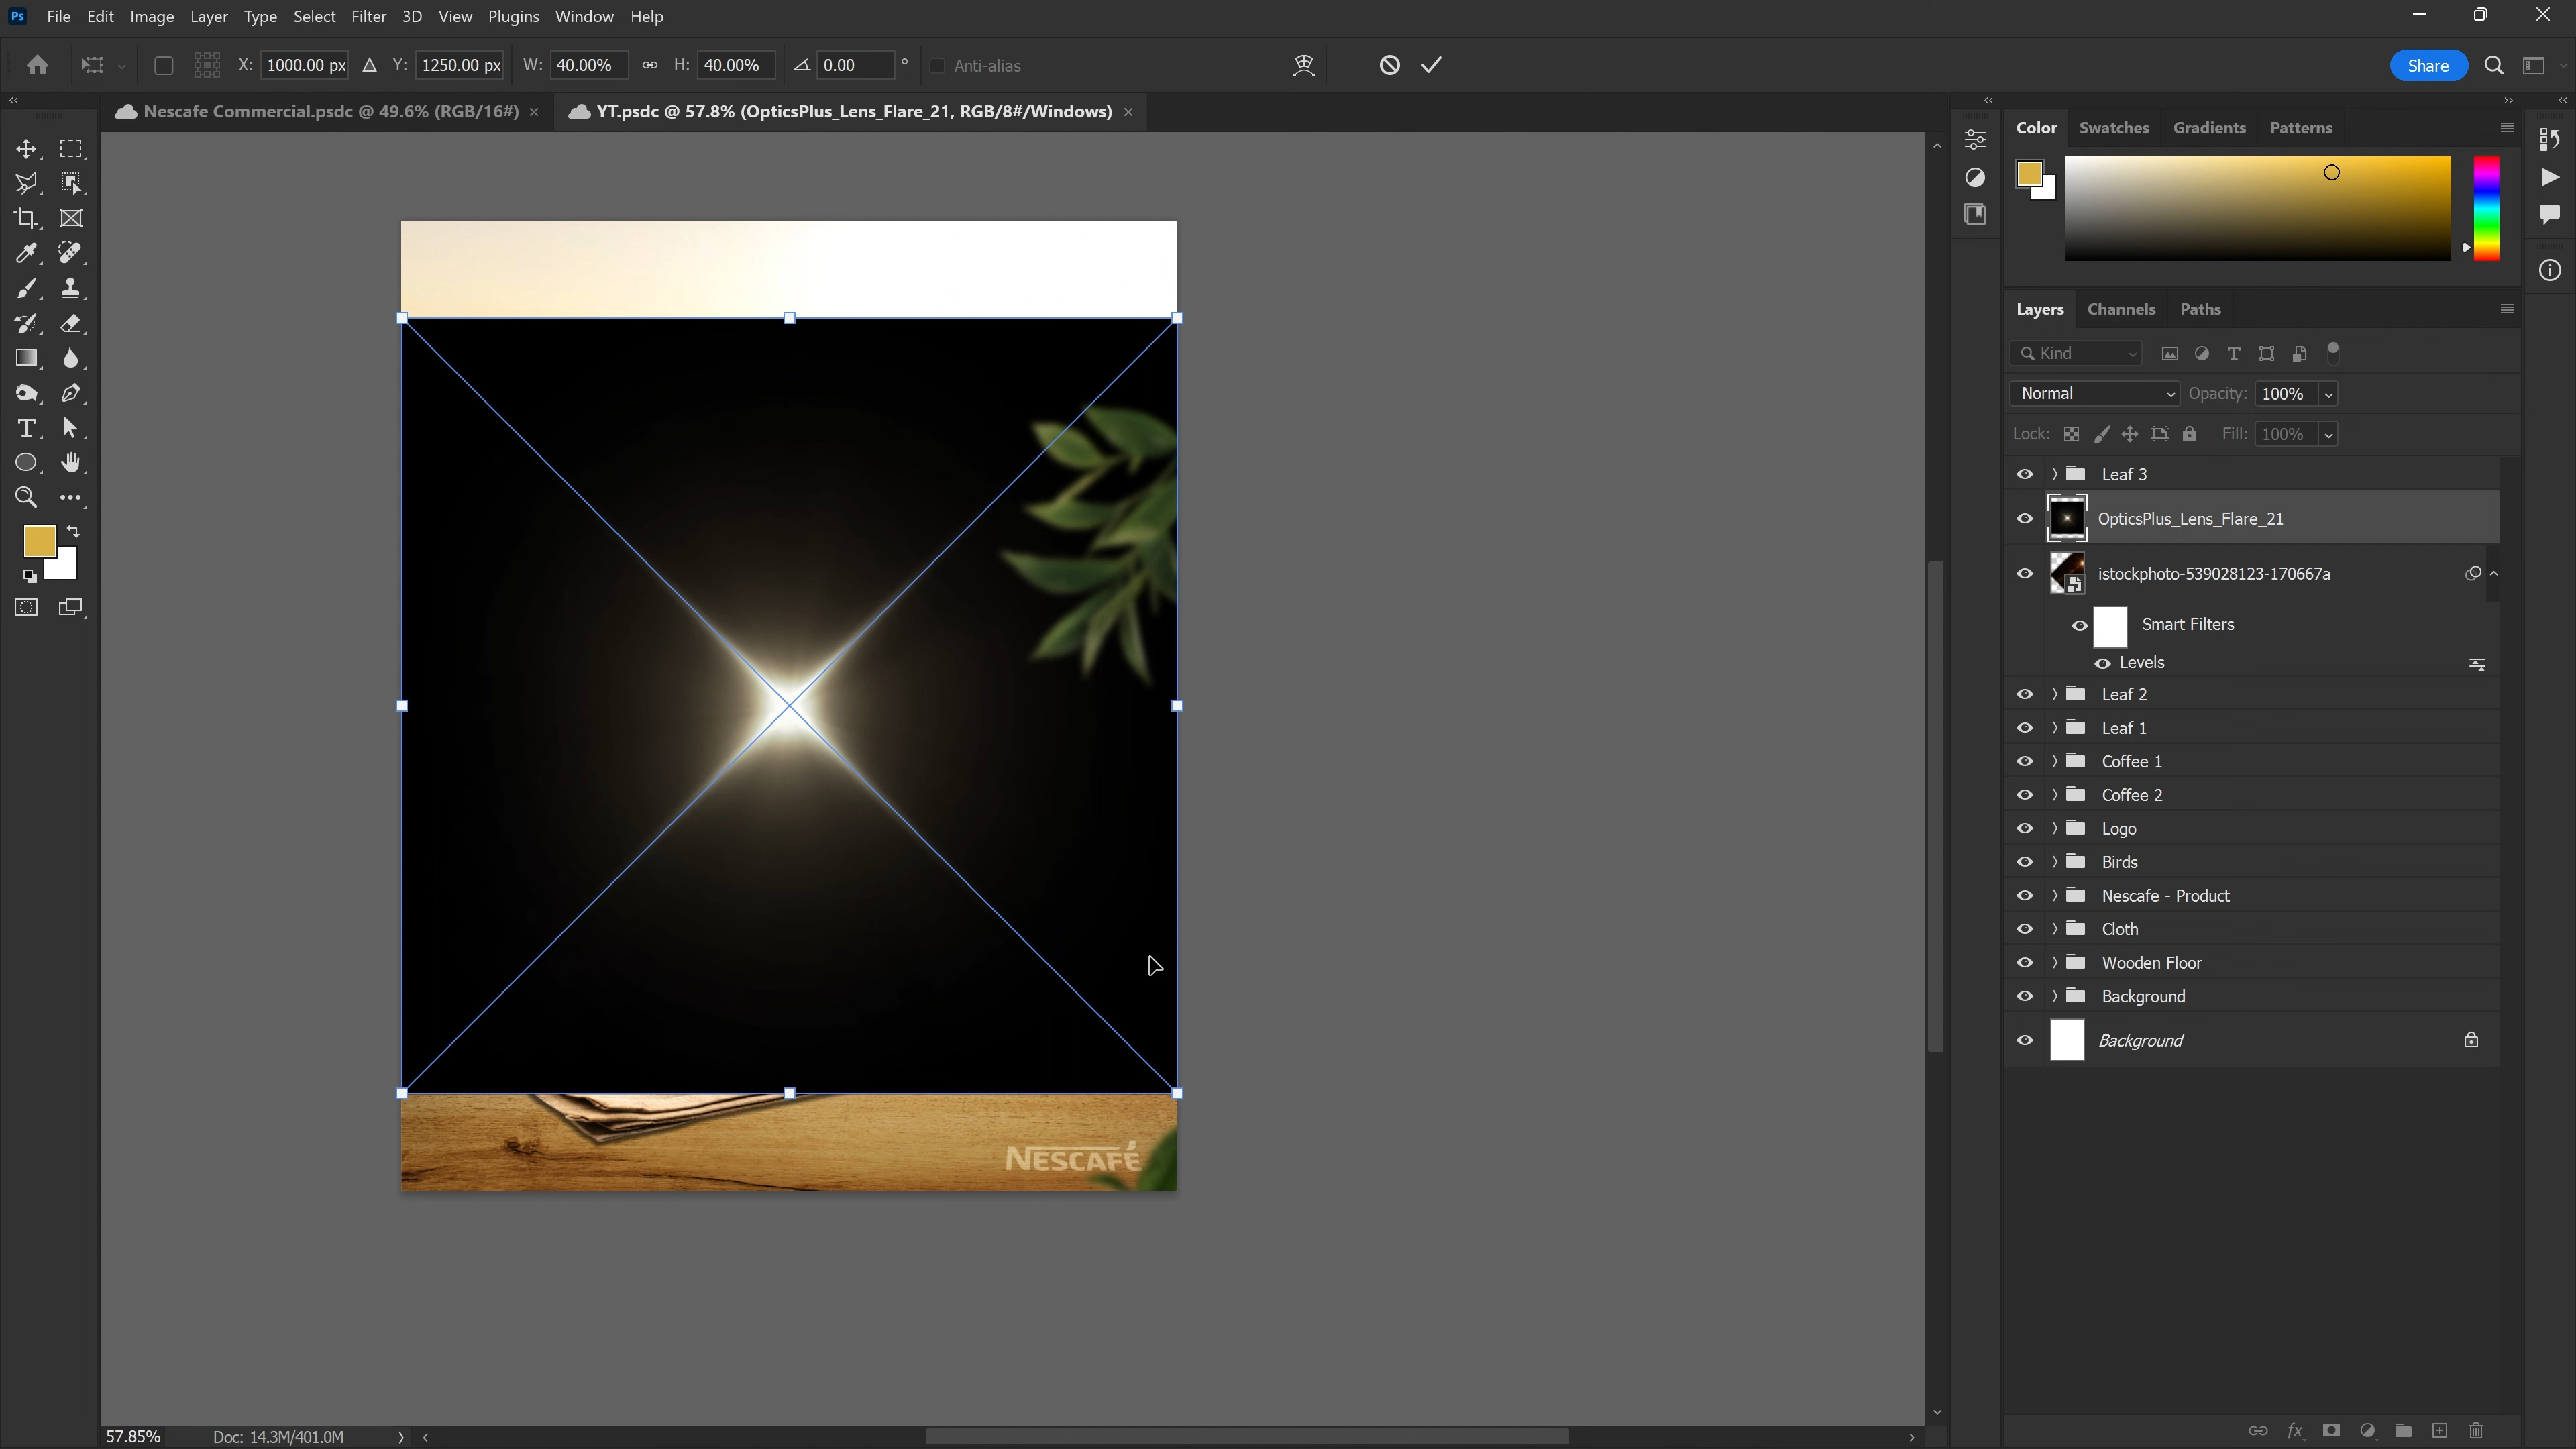 Ps File Edit Image Layer Type Select Filter 3D View Plugins Window Help
X: 1000.00 px Y: 1250.00 px W: 40.00% H: 40.00% 0.00 ° Anti-alias Share
Nescafe Commercial.psdc @ 49.6% (RGB/16#) × YT.psdc @ 57.8% (OpticsPlus_Lens_Flare_21, RGB/8#/Windows) ×
Color Swatches Gradients Patterns
Layers Channels Paths
Kind
Normal Opacity: 100%
Lock: Fill: 100%
Leaf 3
OpticsPlus_Lens_Flare_21
istockphoto-539028123-170667a
Smart Filters
Levels
Leaf 2
Leaf 1
Coffee 1
Coffee 2
Logo
Birds
Nescafe - Product
Cloth
Wooden Floor
Background
Background
NESCAFÉ
57.85% Doc: 14.3M/401.0M